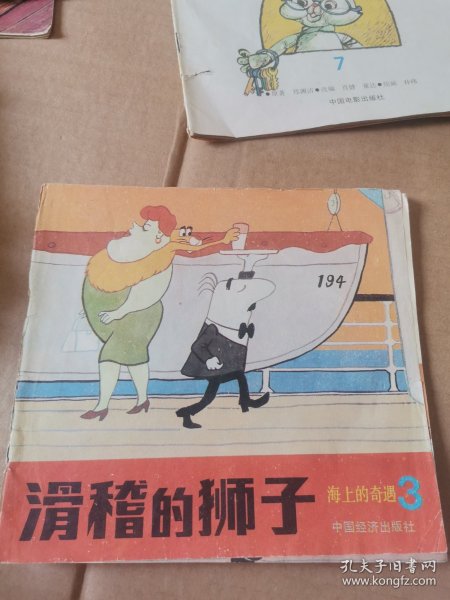 7
中国电影出版社
194
滑稽的狮子
海上的奇遇 3
中国经济出版社
孔夫子旧书网
www.kongfz.com